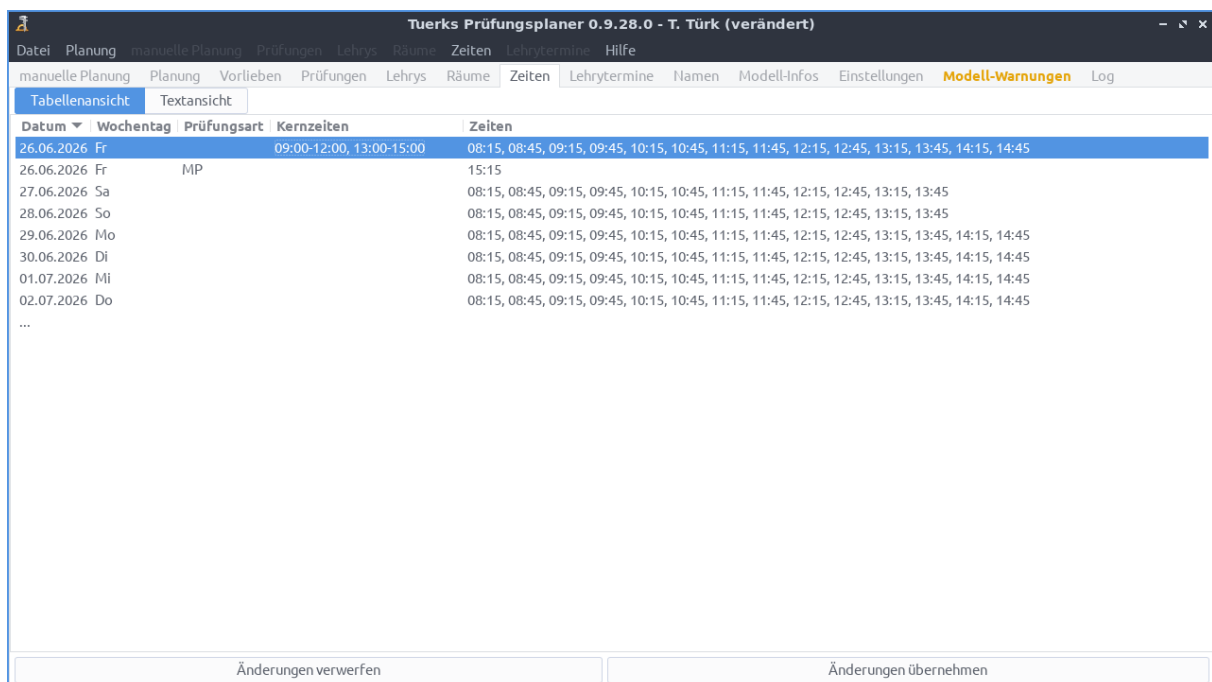 Tuerks Prüfungsplaner 0.9.28.0 - T. Türk (verändert)
Datei Planung manuelle Planung Prüfungen Lehrys Räume Zeiten Lehrytermine Hilfe
manuelle Planung Planung Vorlieben Prüfungen Lehrys Räume Zeiten Lehrytermine Namen Modell-Infos Einstellungen Modell-Warnungen Log
Tabellenansicht Textansicht
Datum Wochentag Prüfungsart Kernzeiten Zeiten
26.06.2026 Fr 09:00-12:00, 13:00-15:00 08:15, 08:45, 09:15, 09:45, 10:15, 10:45, 11:15, 11:45, 12:15, 12:45, 13:15, 13:45, 14:15, 14:45
26.06.2026 Fr MP 15:15
27.06.2026 Sa 08:15, 08:45, 09:15, 09:45, 10:15, 10:45, 11:15, 11:45, 12:15, 12:45, 13:15, 13:45
28.06.2026 So 08:15, 08:45, 09:15, 09:45, 10:15, 10:45, 11:15, 11:45, 12:15, 12:45, 13:15, 13:45
29.06.2026 Mo 08:15, 08:45, 09:15, 09:45, 10:15, 10:45, 11:15, 11:45, 12:15, 12:45, 13:15, 13:45, 14:15, 14:45
30.06.2026 Di 08:15, 08:45, 09:15, 09:45, 10:15, 10:45, 11:15, 11:45, 12:15, 12:45, 13:15, 13:45, 14:15, 14:45
01.07.2026 Mi 08:15, 08:45, 09:15, 09:45, 10:15, 10:45, 11:15, 11:45, 12:15, 12:45, 13:15, 13:45, 14:15, 14:45
02.07.2026 Do 08:15, 08:45, 09:15, 09:45, 10:15, 10:45, 11:15, 11:45, 12:15, 12:45, 13:15, 13:45, 14:15, 14:45
...
Änderungen verwerfen Änderungen übernehmen